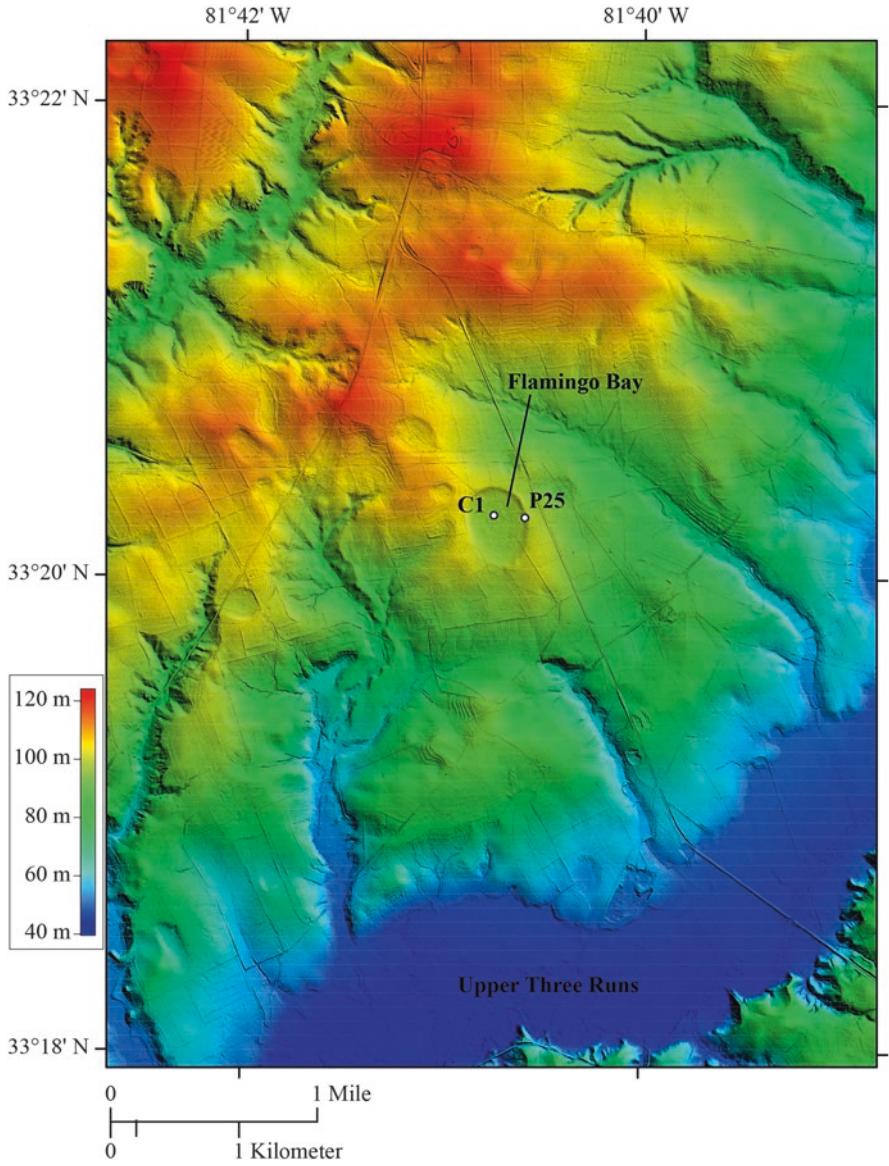 81°42' W
81°40' W
33°22' N
Flamingo Bay
C1
P25
33°20' N
120 m
100 m
80 m
60 m
40 m
Upper Three Runs
33°18' N
0
1 Mile
0
1 Kilometer